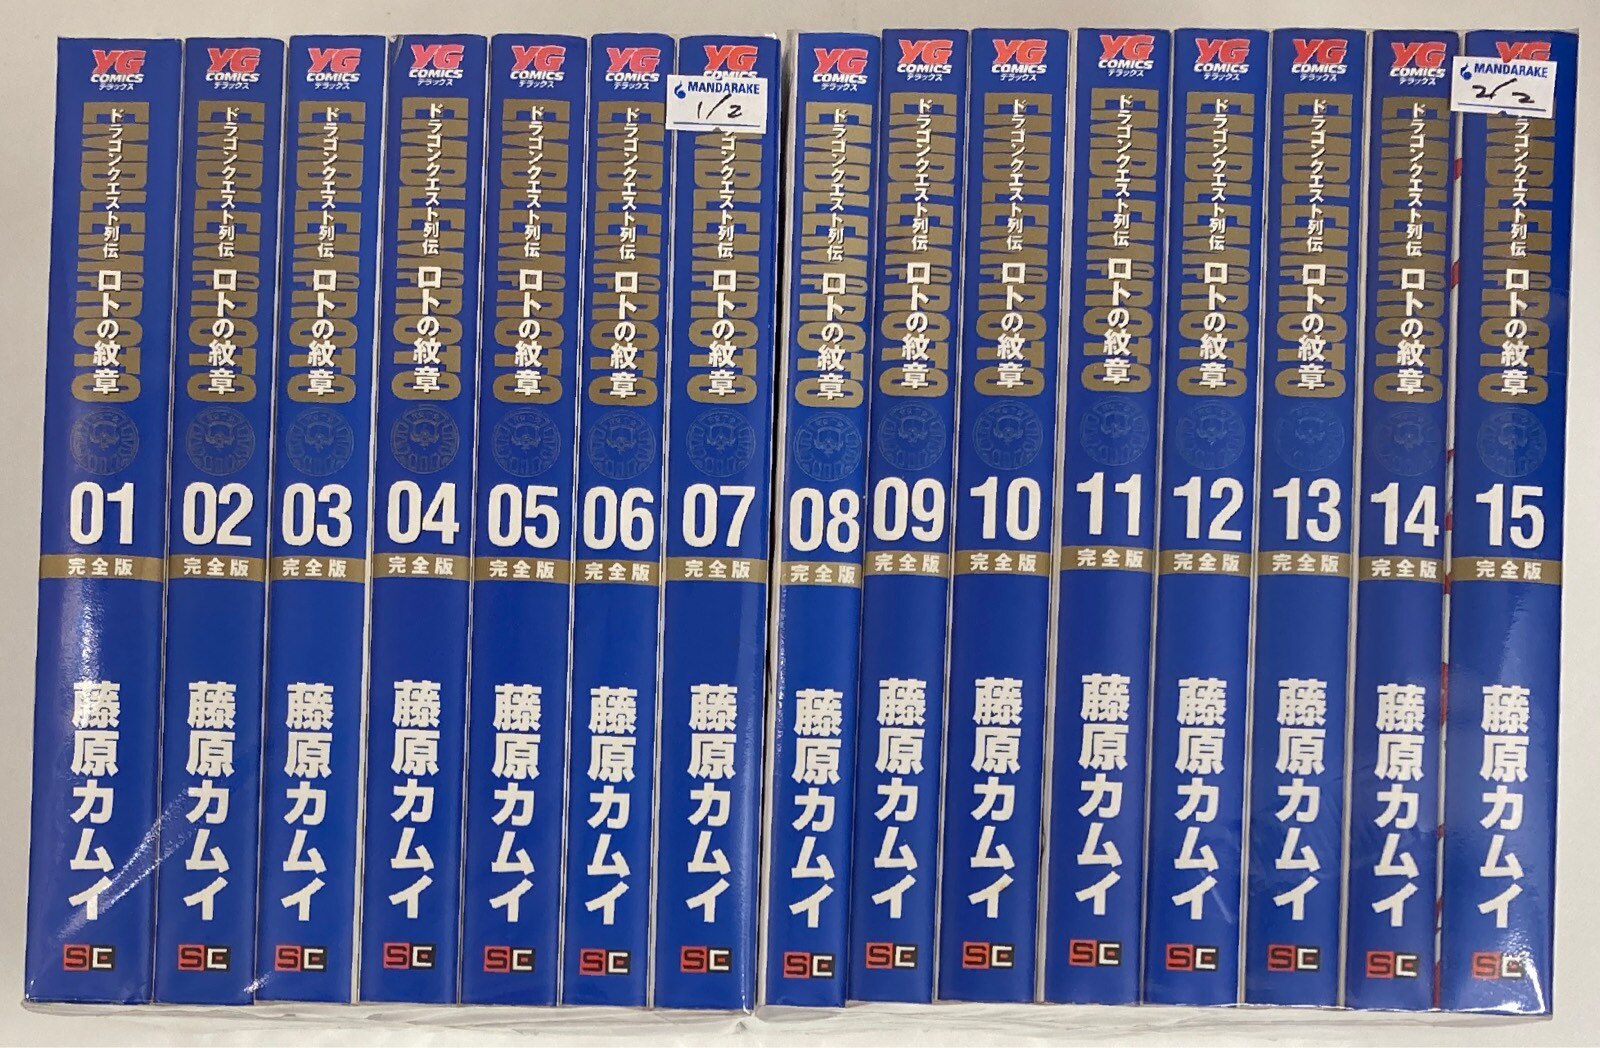 YG
COMICS
デラックス
EMBLEM OF ROTO
ドラゴンクエスト列伝 ロトの紋章
01
完全版
藤原カムイ
SE
YG
COMICS
デラックス
EMBLEM OF ROTO
ドラゴンクエスト列伝 ロトの紋章
02
完全版
藤原カムイ
SE
YG
COMICS
デラックス
EMBLEM OF ROTO
ドラゴンクエスト列伝 ロトの紋章
03
完全版
藤原カムイ
SE
YG
COMICS
デラックス
EMBLEM OF ROTO
ドラゴンクエスト列伝 ロトの紋章
04
完全版
藤原カムイ
SE
YG
COMICS
デラックス
EMBLEM OF ROTO
ドラゴンクエスト列伝 ロトの紋章
05
完全版
藤原カムイ
SE
YG
COMICS
デラックス
EMBLEM OF ROTO
ドラゴンクエスト列伝 ロトの紋章
06
完全版
藤原カムイ
SE
YG
COMICS
MANDARAKE
1/2
EMBLEM OF ROTO
ドラゴンクエスト列伝 ロトの紋章
07
完全版
藤原カムイ
SE
YG
COMICS
デラックス
EMBLEM OF ROTO
ドラゴンクエスト列伝 ロトの紋章
08
完全版
藤原カムイ
SE
YG
COMICS
デラックス
EMBLEM OF ROTO
ドラゴンクエスト列伝 ロトの紋章
09
完全版
藤原カムイ
SE
YG
COMICS
デラックス
EMBLEM OF ROTO
ドラゴンクエスト列伝 ロトの紋章
10
完全版
藤原カムイ
SE
YG
COMICS
デラックス
EMBLEM OF ROTO
ドラゴンクエスト列伝 ロトの紋章
11
完全版
藤原カムイ
SE
YG
COMICS
デラックス
EMBLEM OF ROTO
ドラゴンクエスト列伝 ロトの紋章
12
完全版
藤原カムイ
SE
YG
COMICS
デラックス
EMBLEM OF ROTO
ドラゴンクエスト列伝 ロトの紋章
13
完全版
藤原カムイ
SE
YG
COMICS
デラックス
EMBLEM OF ROTO
ドラゴンクエスト列伝 ロトの紋章
14
完全版
藤原カムイ
SE
YG
MANDARAKE
2/2
EMBLEM OF ROTO
ドラゴンクエスト列伝 ロトの紋章
15
完全版
藤原カムイ
SE